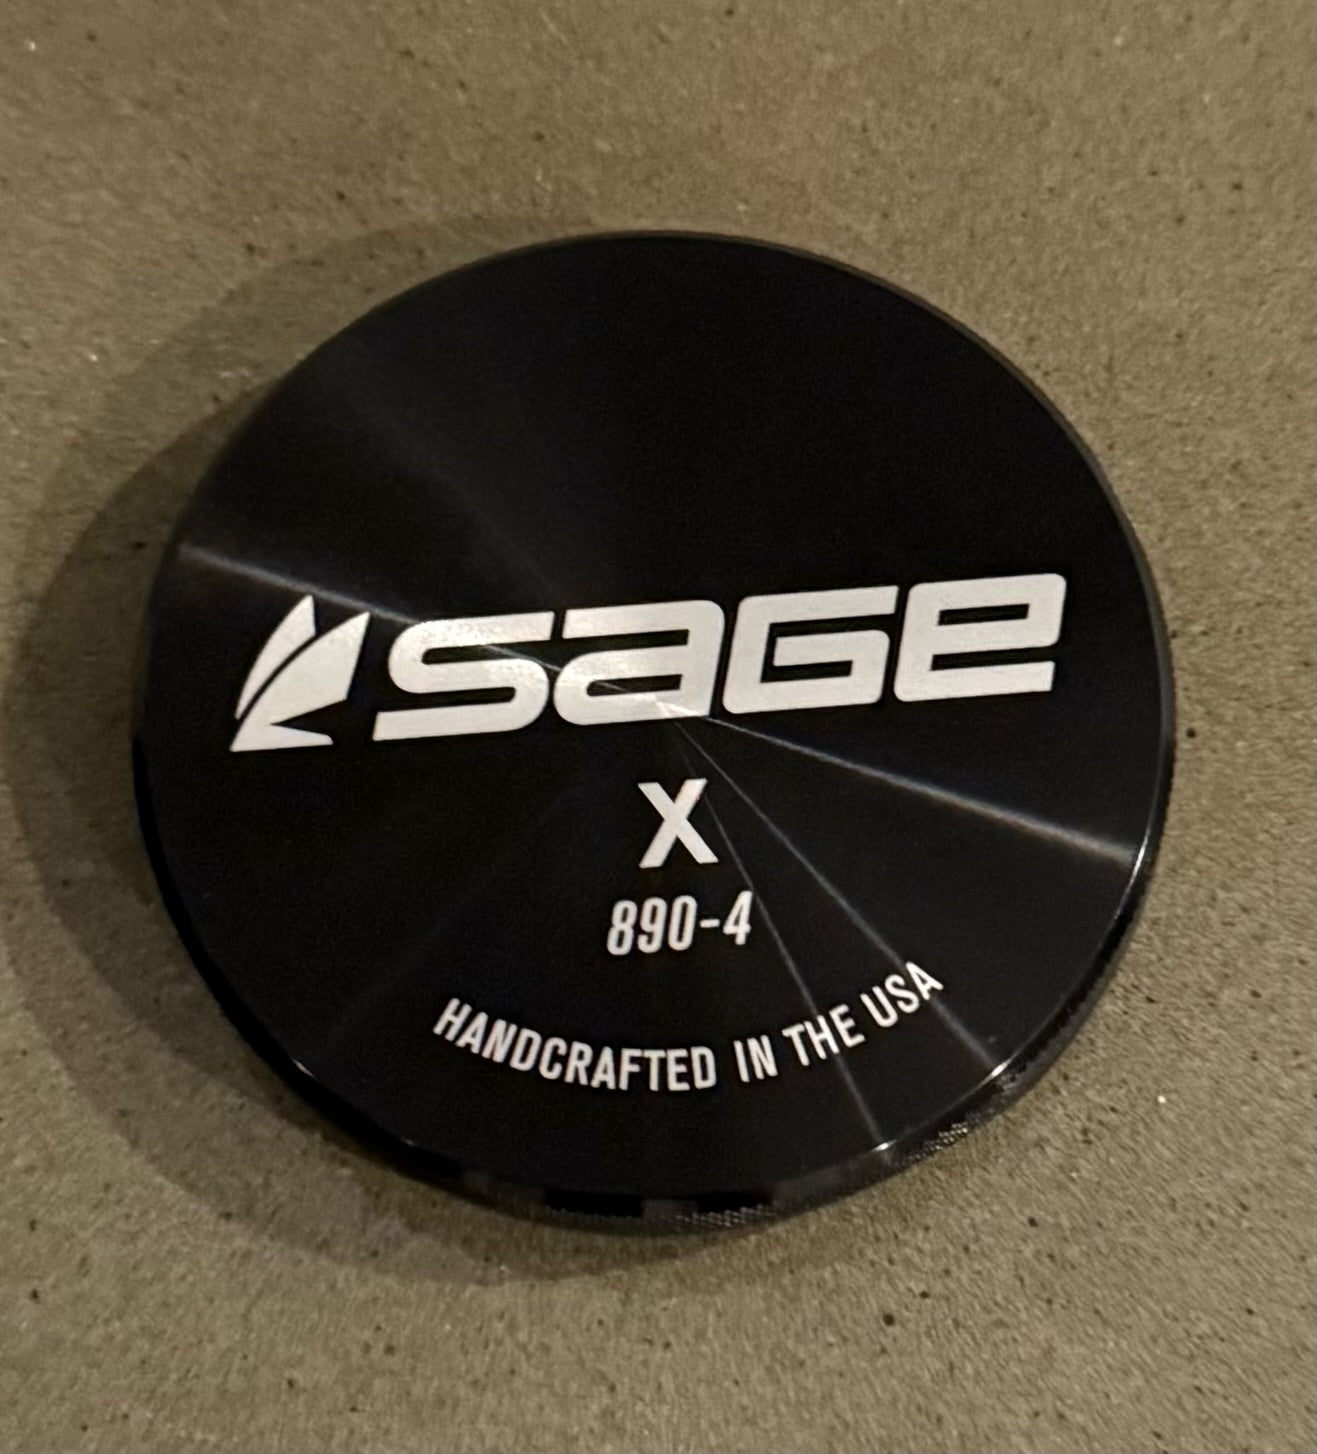 SAGE
X
890-4
HANDCRAFTED IN THE USA